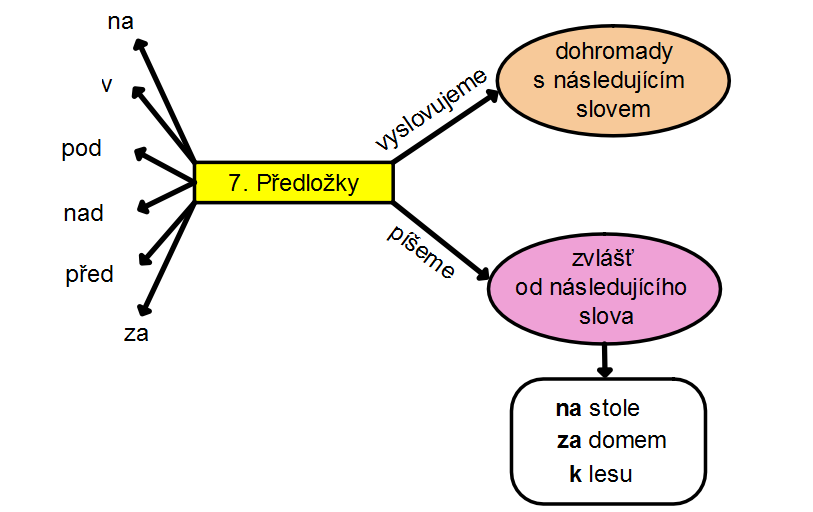 na
v
pod
nad
před
za
7. Předložky
vyslovujeme
dohromady
s následujícím
slovem
píšeme
zvlášť
od následujícího
slova
na stole
za domem
k lesu